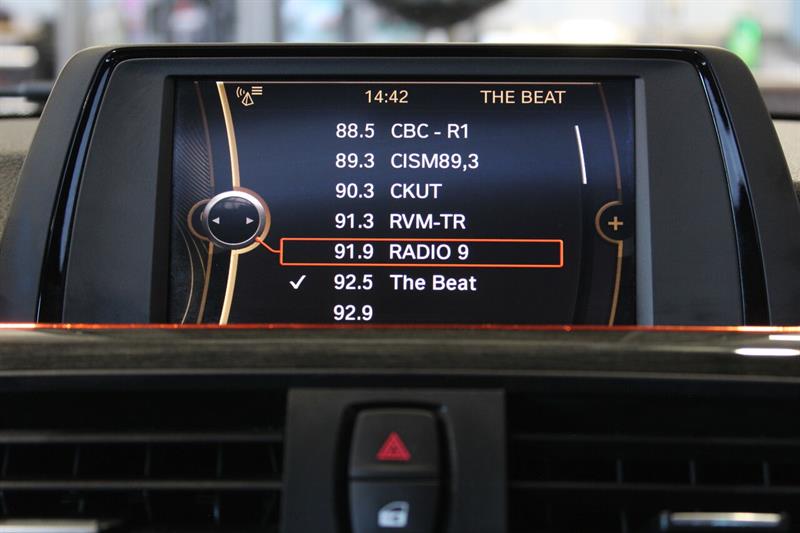 14:42 THE BEAT
88.5 CBC - R1
89.3 CISM89,3
90.3 CKUT
91.3 RVM-TR
91.9 RADIO 9
✓ 92.5 The Beat
92.9